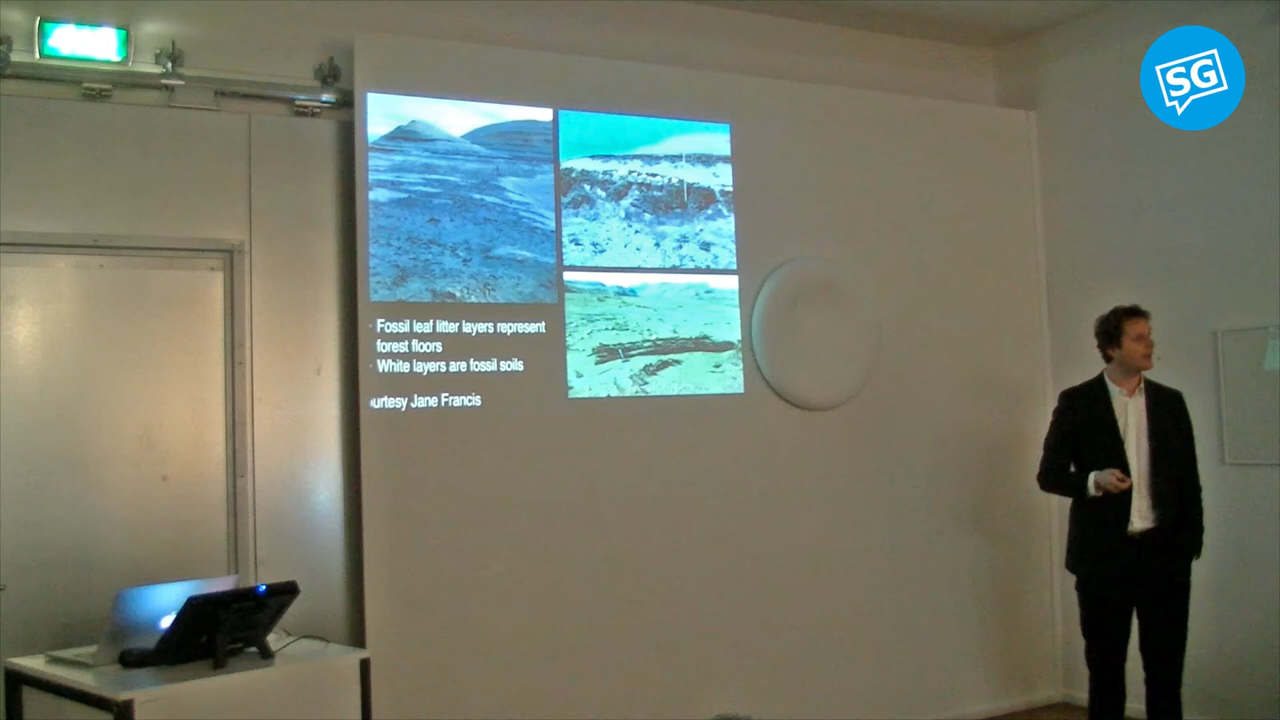 SG
· Fossil leaf litter layers represent
forest floors
· White layers are fossil soils
urtesy Jane Francis